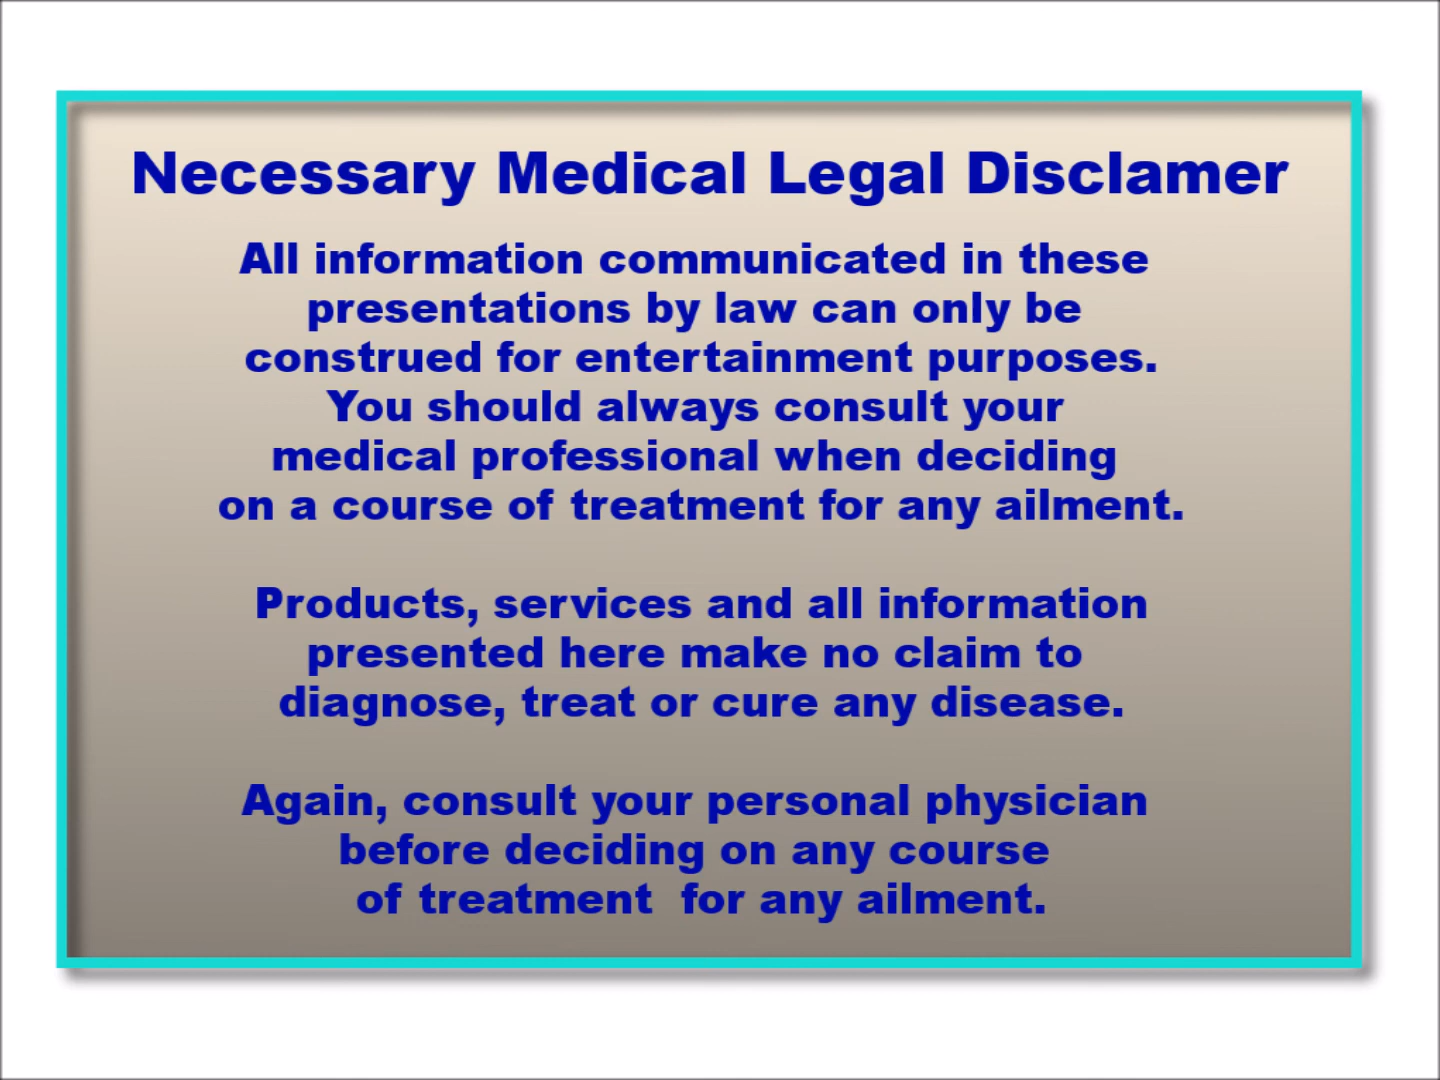 Necessary Medical Legal Disclamer
All information communicated in these
presentations by law can only be
construed for entertainment purposes.
You should always consult your
medical professional when deciding
on a course of treatment for any ailment.
Products, services and all information
presented here make no claim to
diagnose, treat or cure any disease.
Again, consult your personal physician
before deciding on any course
of treatment  for any ailment.